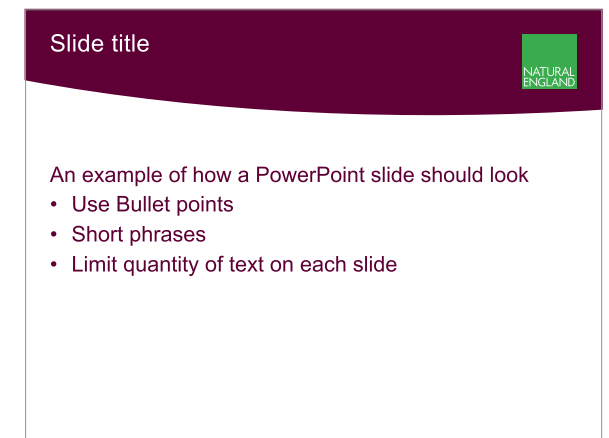 Slide title
NATURAL
ENGLAND
An example of how a PowerPoint slide should look
• Use Bullet points
• Short phrases
• Limit quantity of text on each slide